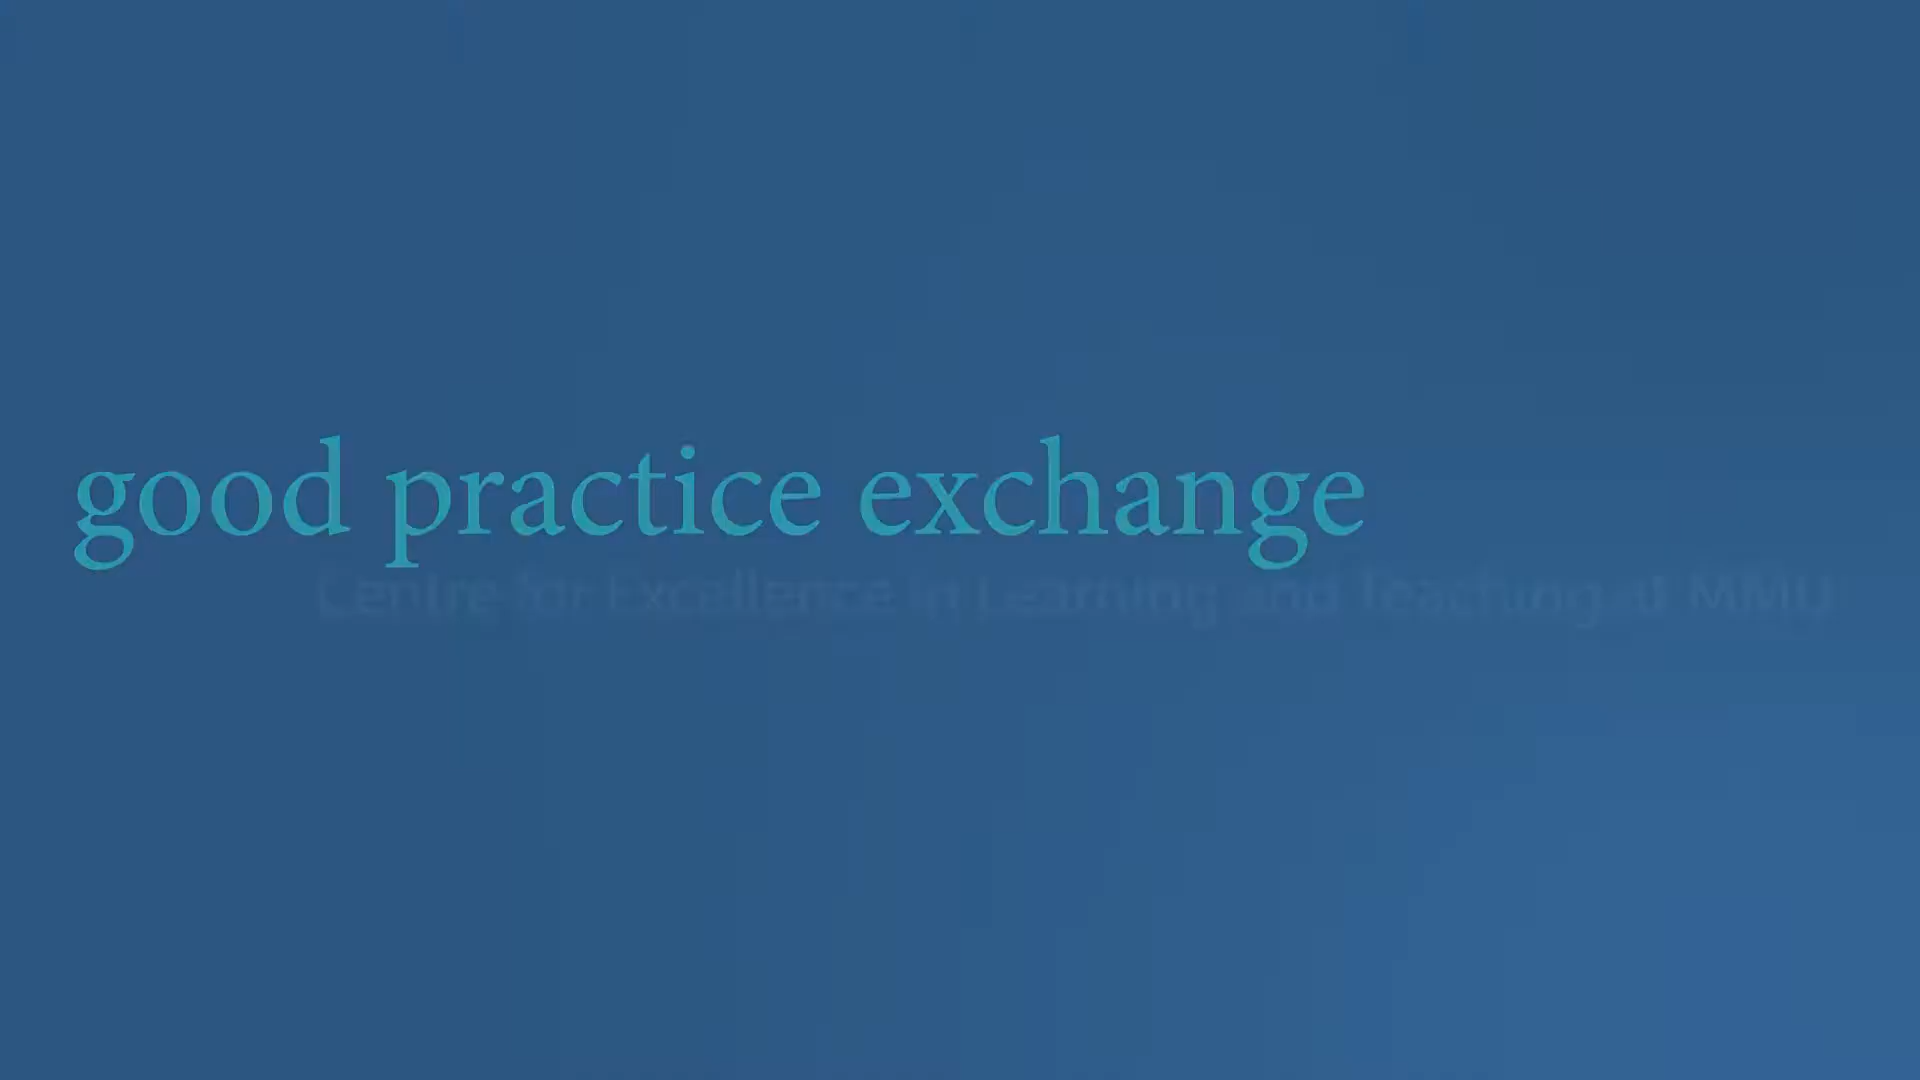 good practice exchange
Centre for Excellence in Learning and Teaching at MMU